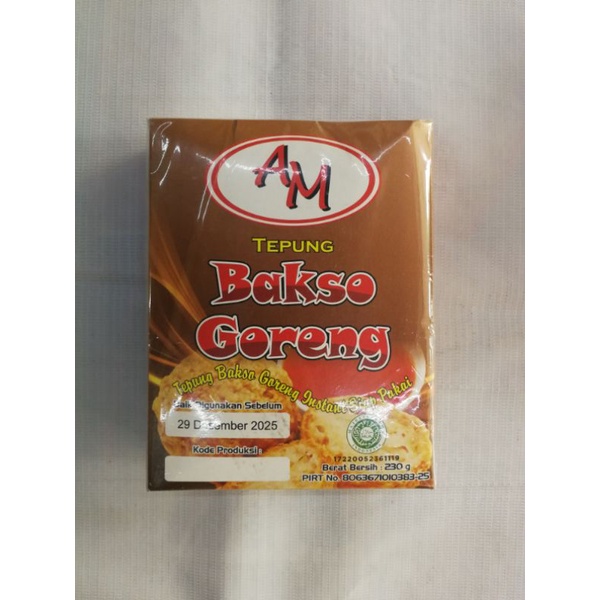 AM
TEPUNG
Bakso
Goreng
Tepung Bakso Goreng Instant Siap Pakai
Baik Digunakan Sebelum
29 Desember 2025
Kode Produksi:
17220052361119
Berat Bersih : 230 g
PIRT No. 8063671010383-25